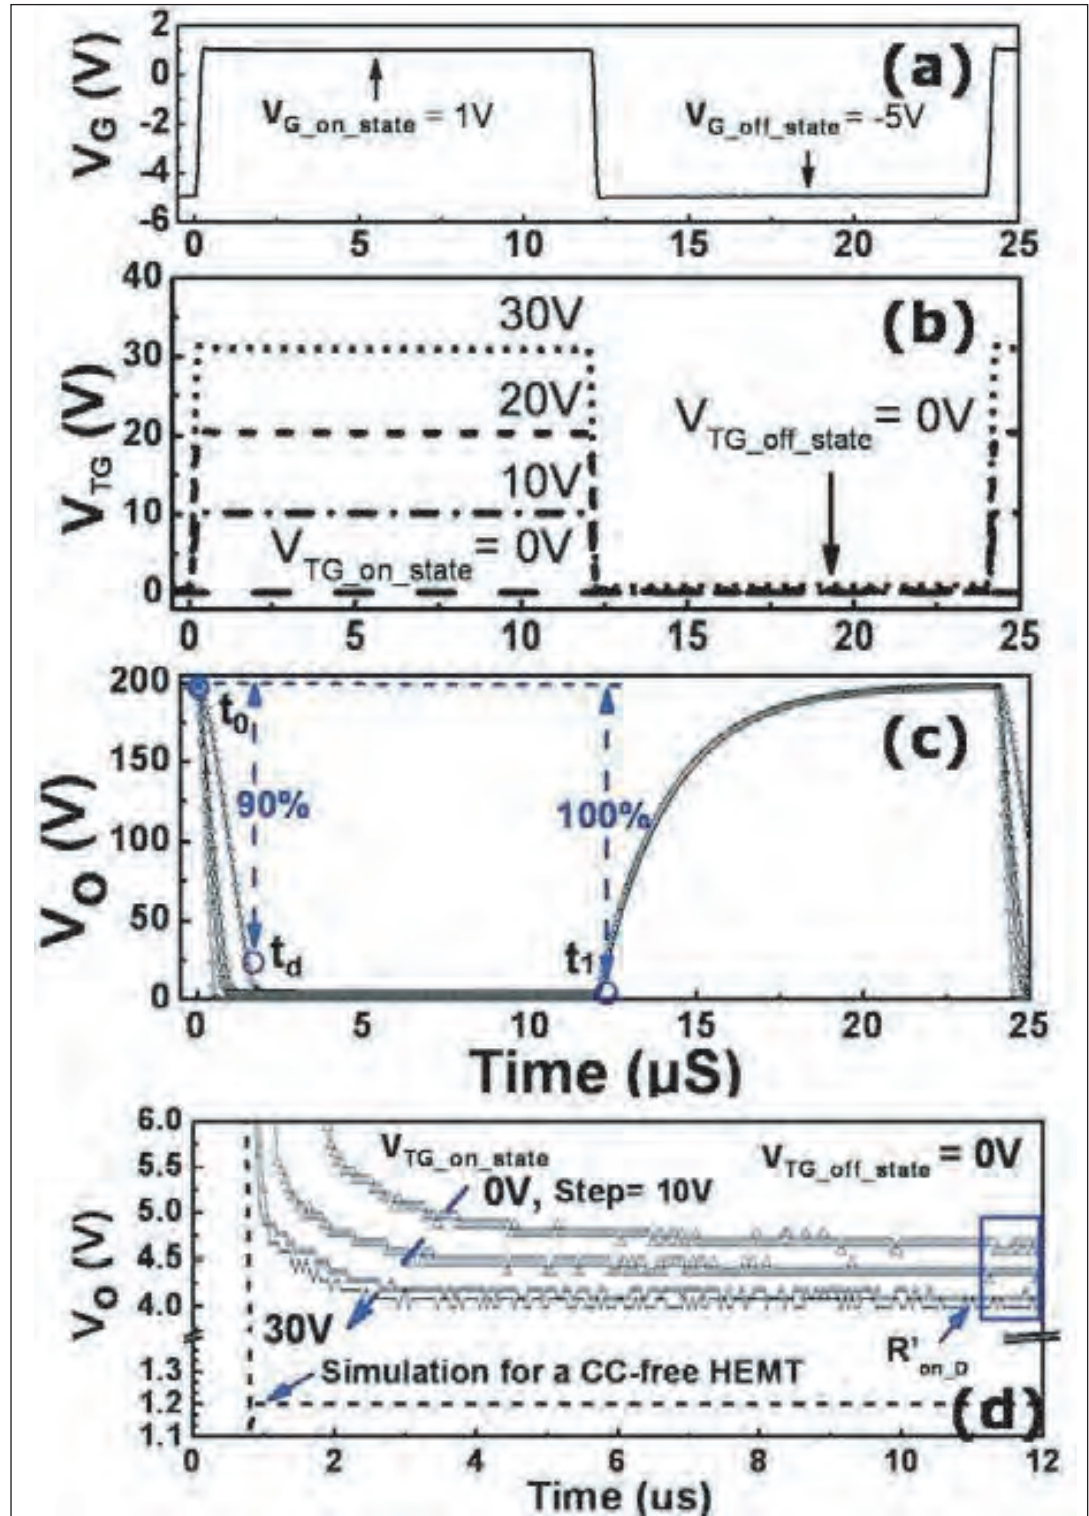 (a)
V_G (V)
2
0
-2
-4
-6
V_G_on_state = 1V
V_G_off_state = -5V
0 5 10 15 20 25
(b)
V_TG (V)
40
30
20
10
0
30V
20V
10V
V_TG_on_state = 0V
V_TG_off_state = 0V
0 5 10 15 20 25
(c)
V_O (V)
200
150
100
50
0
t_0
90%
t_d
100%
t_1
0 5 10 15 20 25
Time (µS)
(d)
V_O (V)
6.0
5.5
5.0
4.5
4.0
1.3
1.2
1.1
V_TG_on_state
0V, Step= 10V
V_TG_off_state = 0V
30V
R'_on_D
Simulation for a CC-free HEMT
0 2 4 6 8 10 12
Time (us)